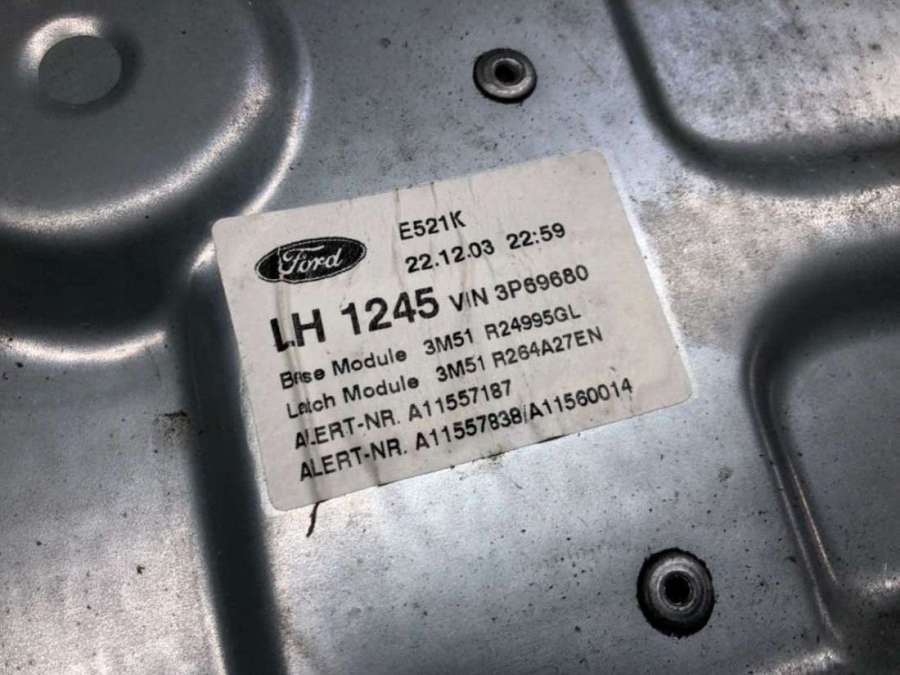 E521K
Ford
22.12.03 22:59
LH 1245 VIN 3P69680
Base Module 3M51 R24995GL
Latch Module 3M51 R264A27EN
ALERT-NR. A11557187
ALERT-NR. A11557838/A11560014